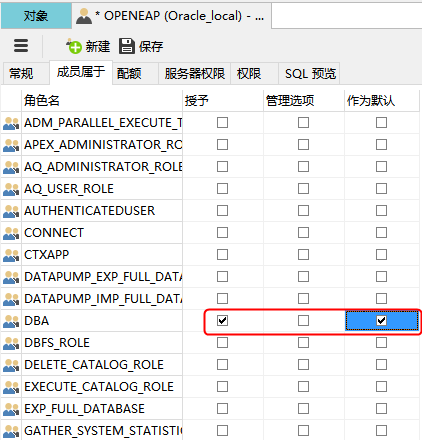 对象
* OPENEAP (Oracle_local) - ...
新建 保存
常规 成员属于 配额 服务器权限 权限 SQL 预览
角色名 授予 管理选项 作为默认
ADM_PARALLEL_EXECUTE_T
APEX_ADMINISTRATOR_RO
AQ_ADMINISTRATOR_ROLE
AQ_USER_ROLE
AUTHENTICATEDUSER
CONNECT
CTXAPP
DATAPUMP_EXP_FULL_DATA
DATAPUMP_IMP_FULL_DATA
DBA
DBFS_ROLE
DELETE_CATALOG_ROLE
EXECUTE_CATALOG_ROLE
EXP_FULL_DATABASE
GATHER_SYSTEM_STATISTIC